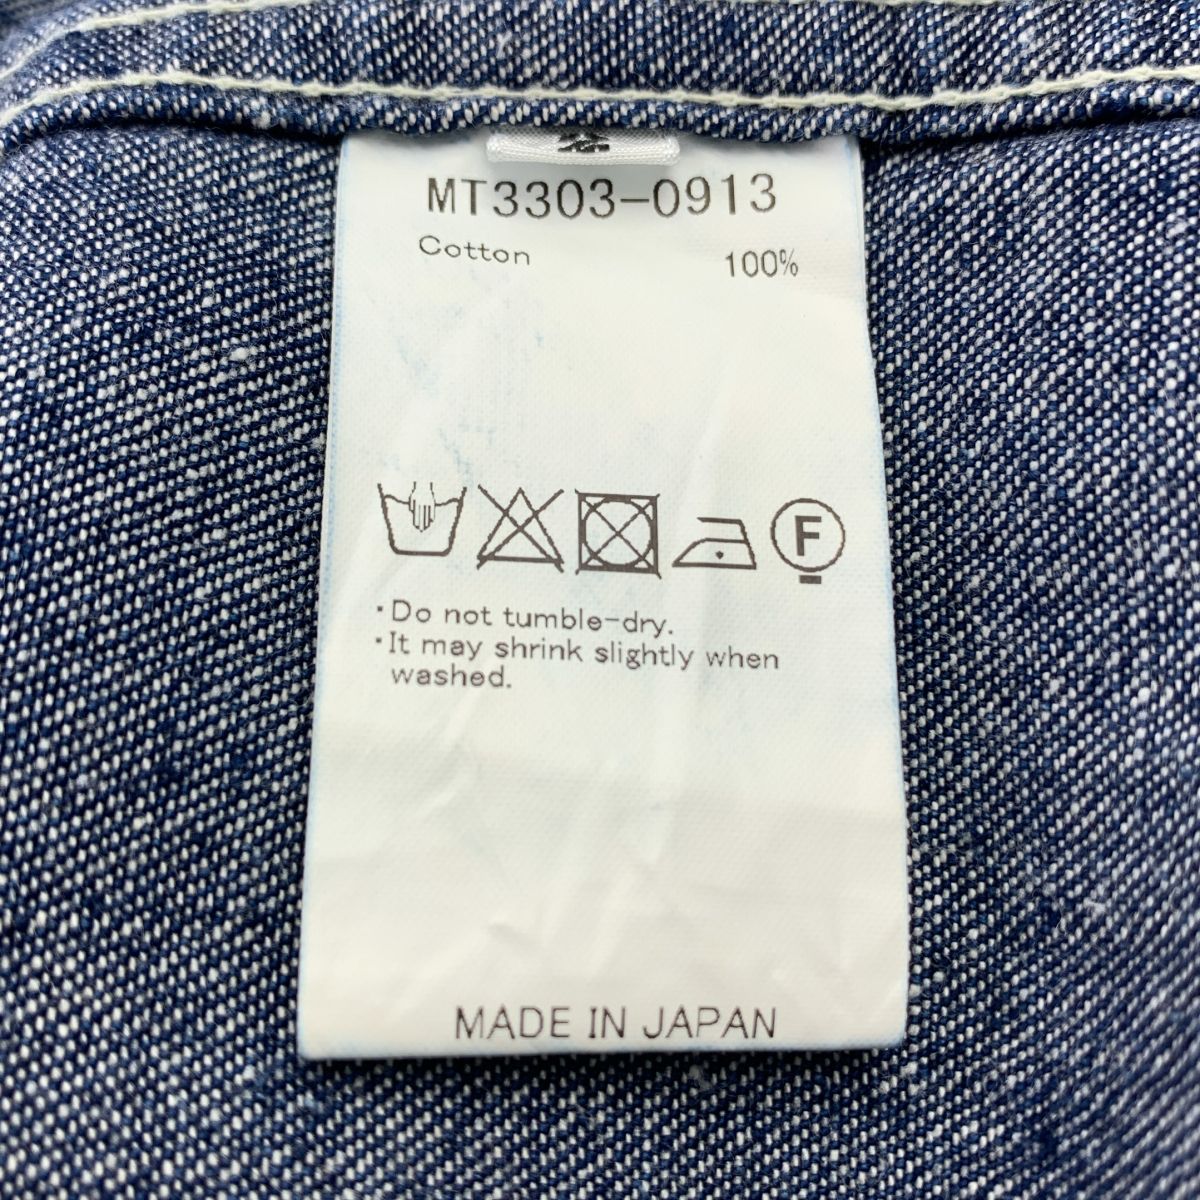 MT3303-0913
Cotton 100%
F
・Do not tumble-dry.
・It may shrink slightly when
washed.
MADE IN JAPAN